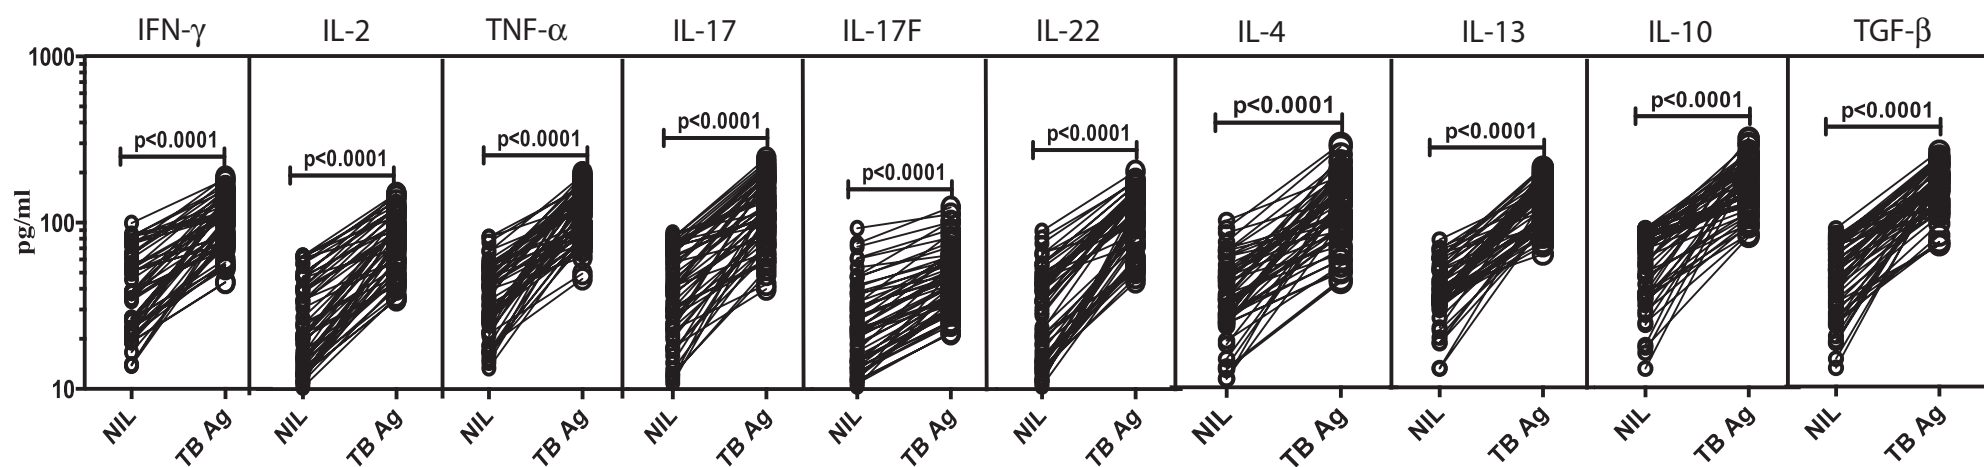 IFN-γ IL-2 TNF-α IL-17 IL-17F IL-22 IL-4 IL-13 IL-10 TGF-β
1000
p<0.0001 p<0.0001 p<0.0001 p<0.0001 p<0.0001 p<0.0001 p<0.0001 p<0.0001 p<0.0001 p<0.0001
pg/ml
100
10
NIL TB Ag NIL TB Ag NIL TB Ag NIL TB Ag NIL TB Ag NIL TB Ag NIL TB Ag NIL TB Ag NIL TB Ag NIL TB Ag